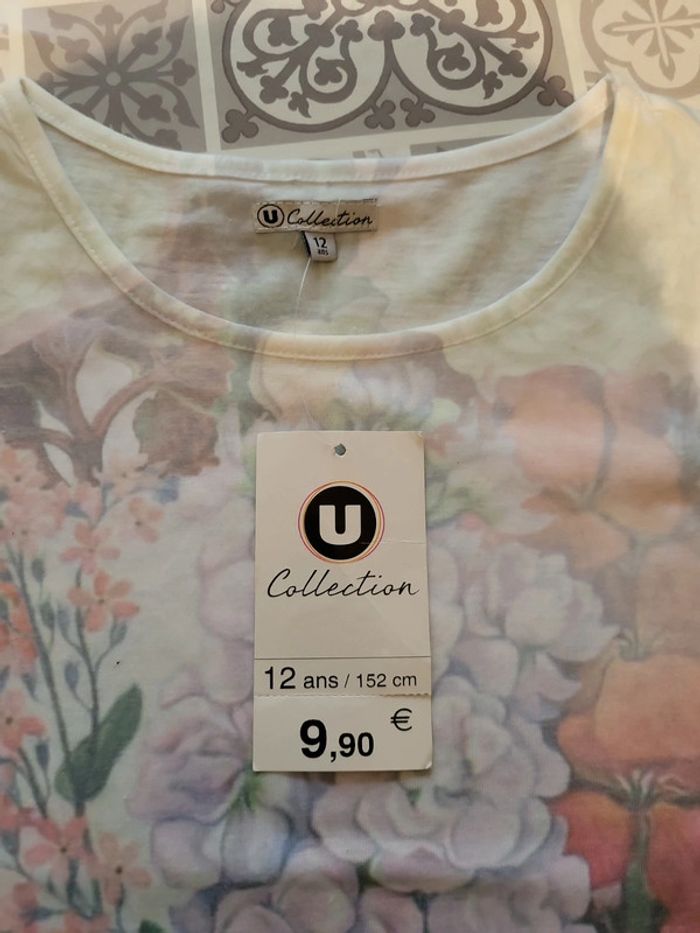 U Collection
12
ans
U
Collection
12 ans / 152 cm
9,90 €